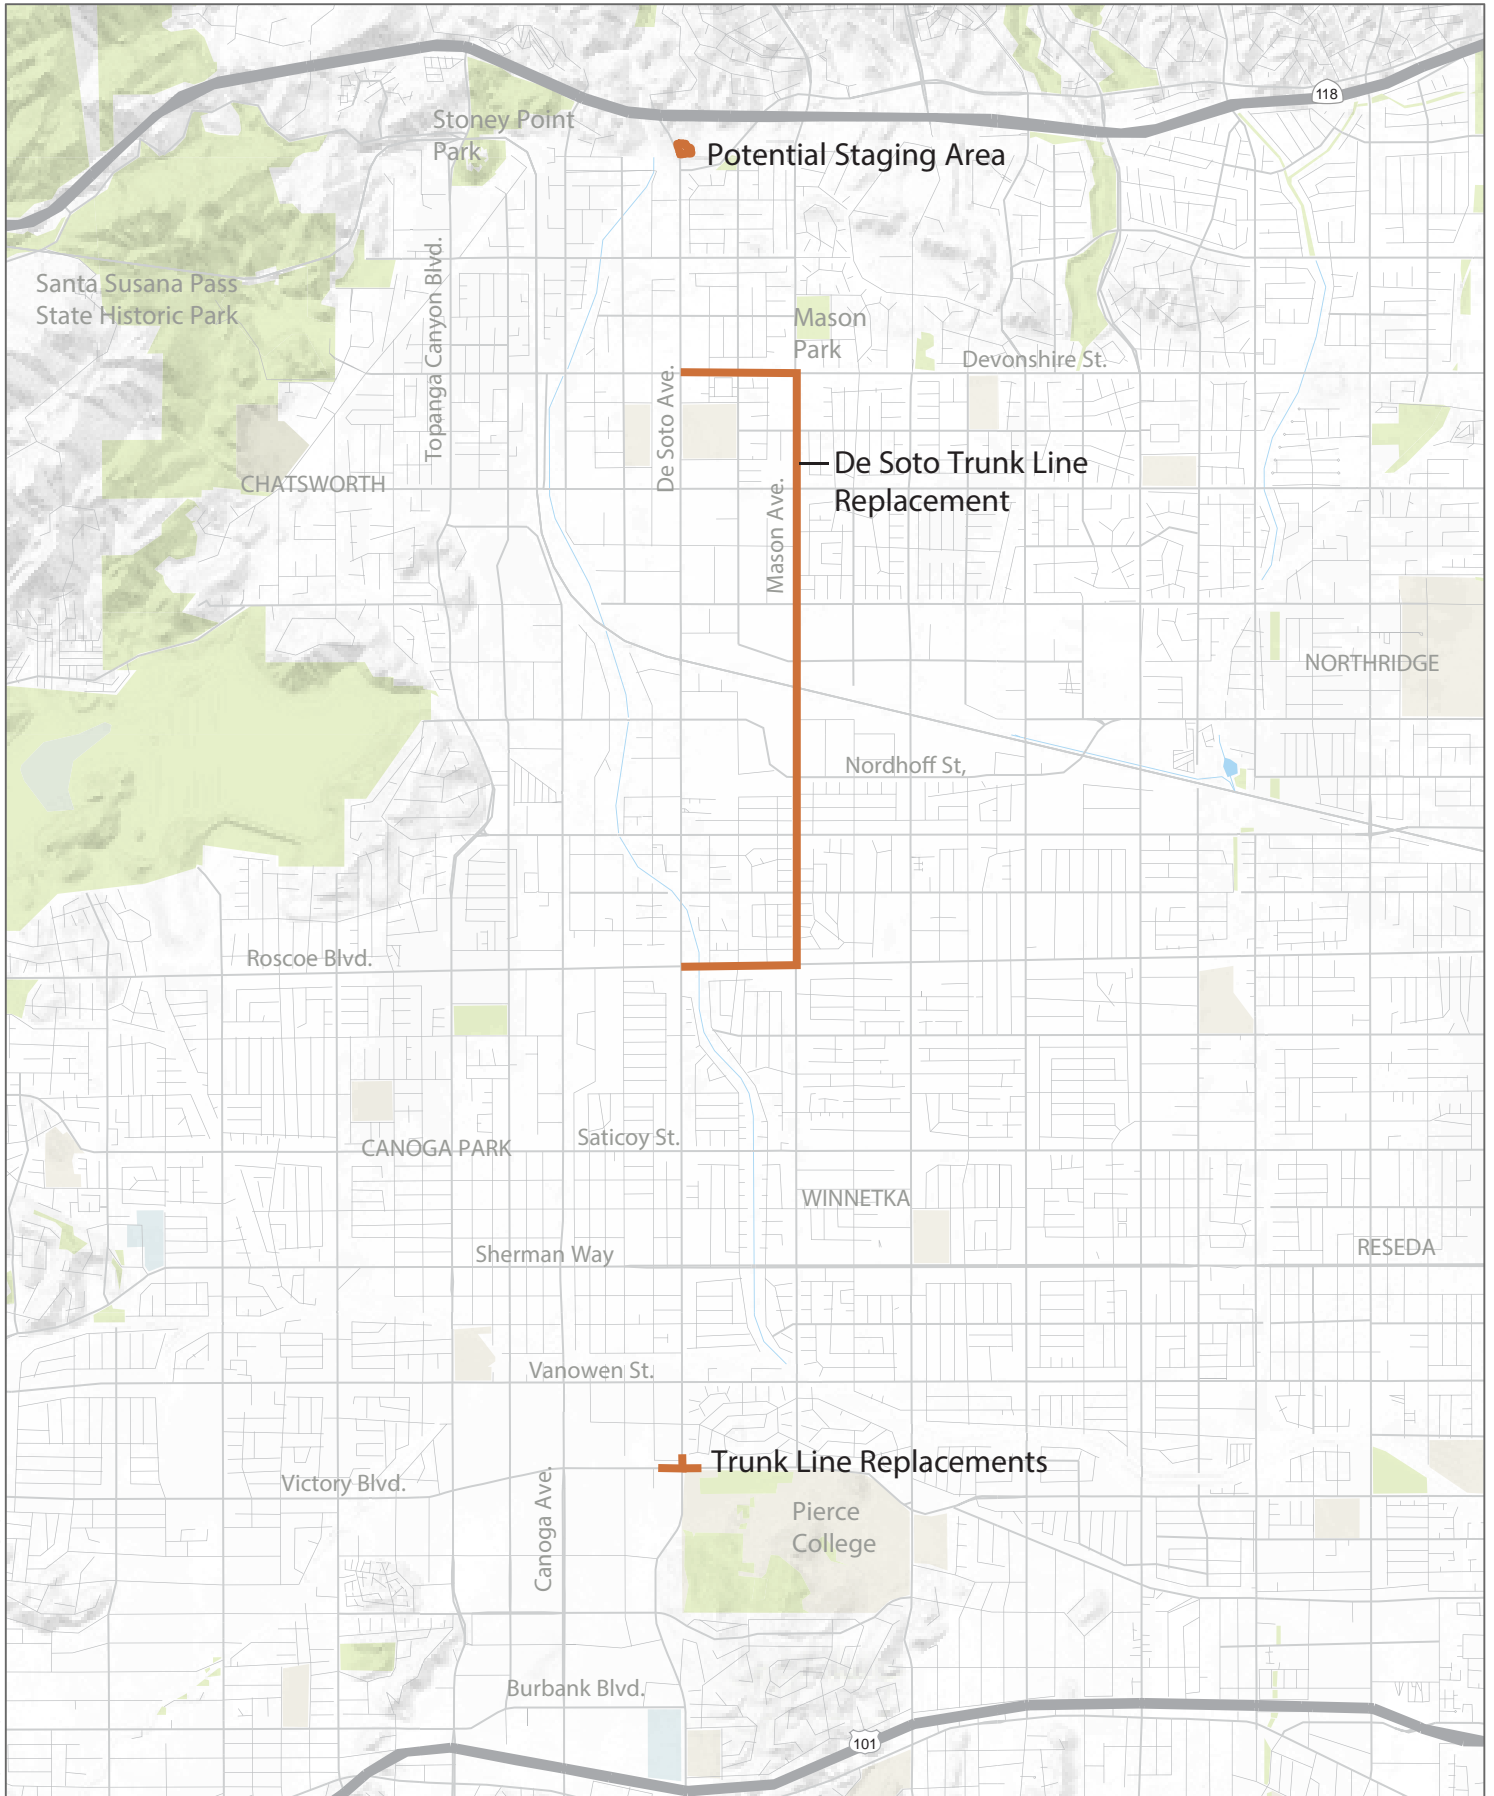 118
Stoney Point
Park
Potential Staging Area
Topanga Canyon Blvd.
Santa Susana Pass
State Historic Park
Mason
Park
Devonshire St.
De Soto Ave.
De Soto Trunk Line
Replacement
CHATSWORTH
Mason Ave.
NORTHRIDGE
Nordhoff St,
Roscoe Blvd.
Saticoy St.
CANOGA PARK
WINNETKA
Sherman Way
RESEDA
Vanowen St.
Trunk Line Replacements
Victory Blvd.
Canoga Ave.
Pierce
College
Burbank Blvd.
101